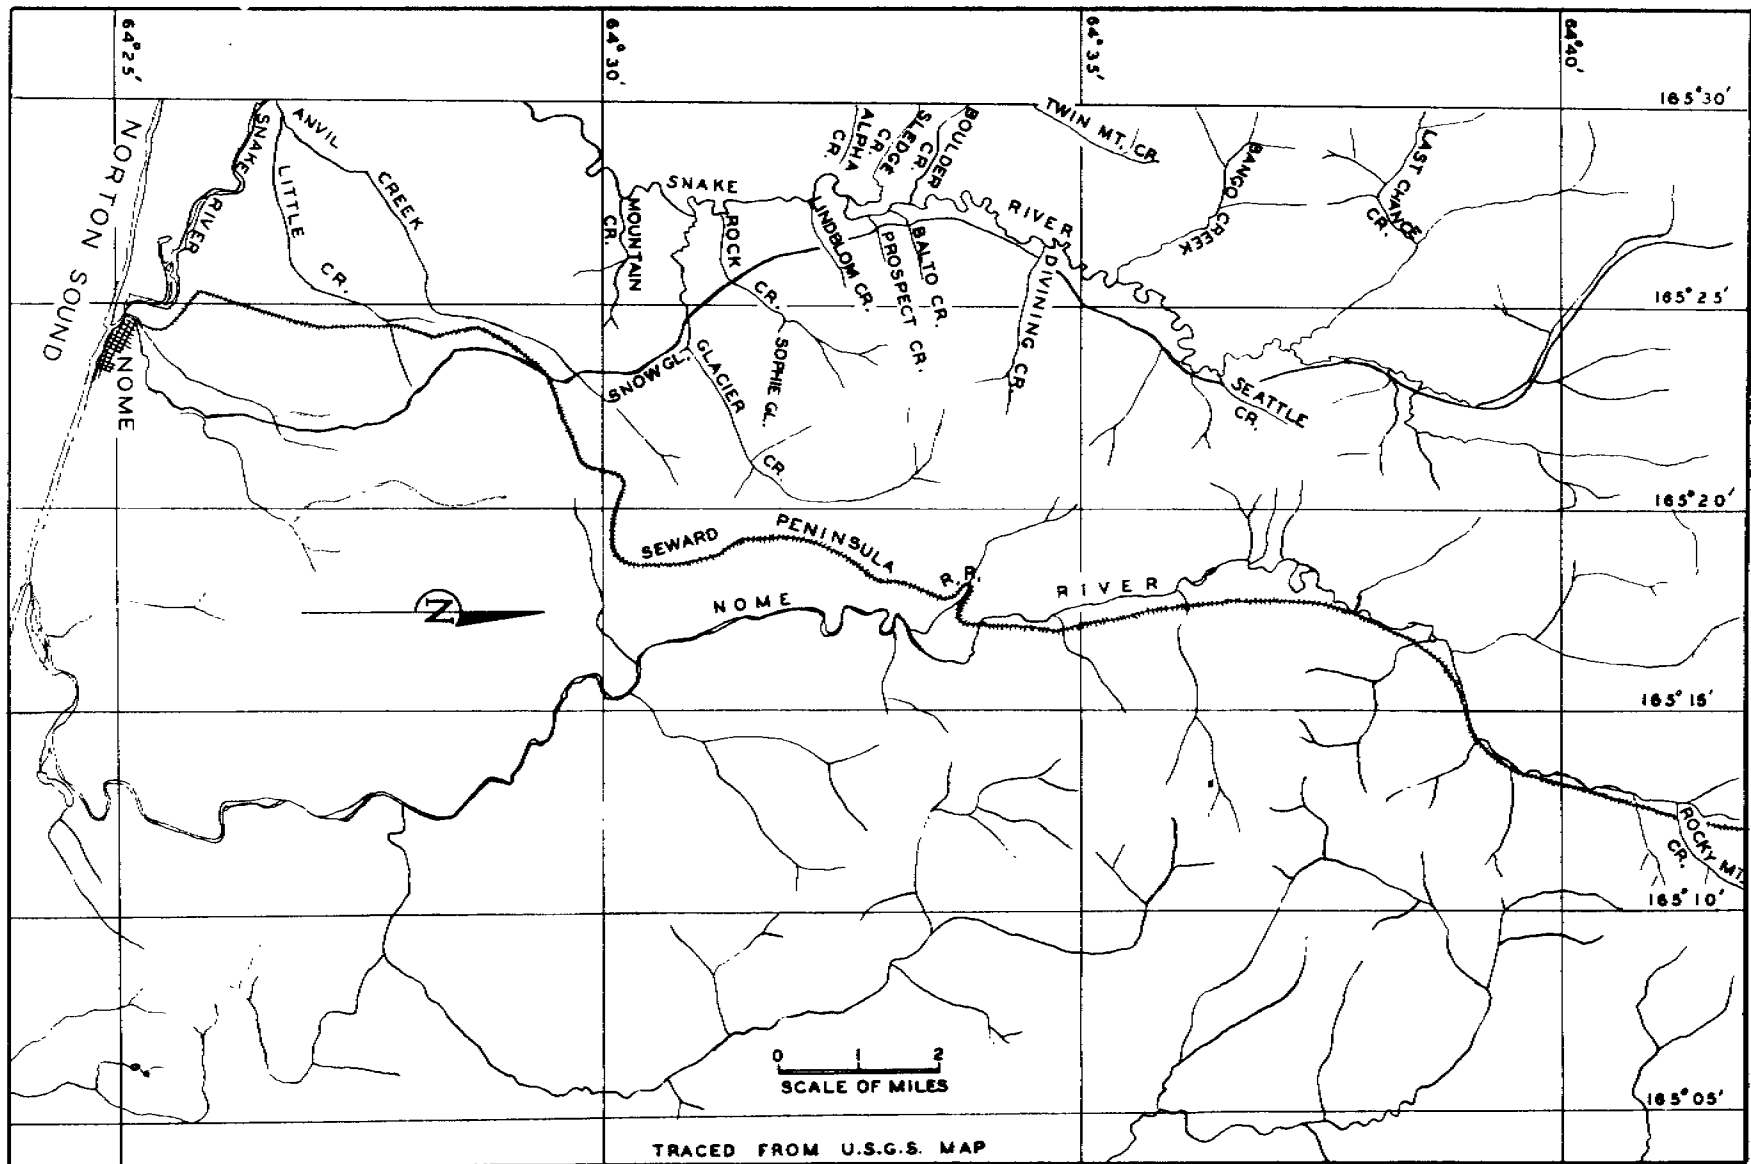 64° 25'
64° 30'
64° 35'
64° 40'
165° 30'
165° 25'
165° 20'
165° 15'
165° 10'
165° 05'
NORTON SOUND
NOME
SNAKE RIVER
ANVIL CREEK
LITTLE CR.
MOUNTAIN CR.
SNAKE RIVER
ROCK CR.
LINDBLOM CR.
ALPHA CR.
SLEDGE CR.
BOULDER CR.
PROSPECT CR.
BALTO CR.
DIVINING CR.
TWIN MT. CR.
BANGO CREEK
LAST CHANCE CR.
SNOW GL.
GLACIER CR.
SOPHIE GL.
SEATTLE CR.
SEWARD PENINSULA R.R.
NOME RIVER
N
ROCKY MT. CR.
0 1 2
SCALE OF MILES
TRACED FROM U.S.G.S. MAP